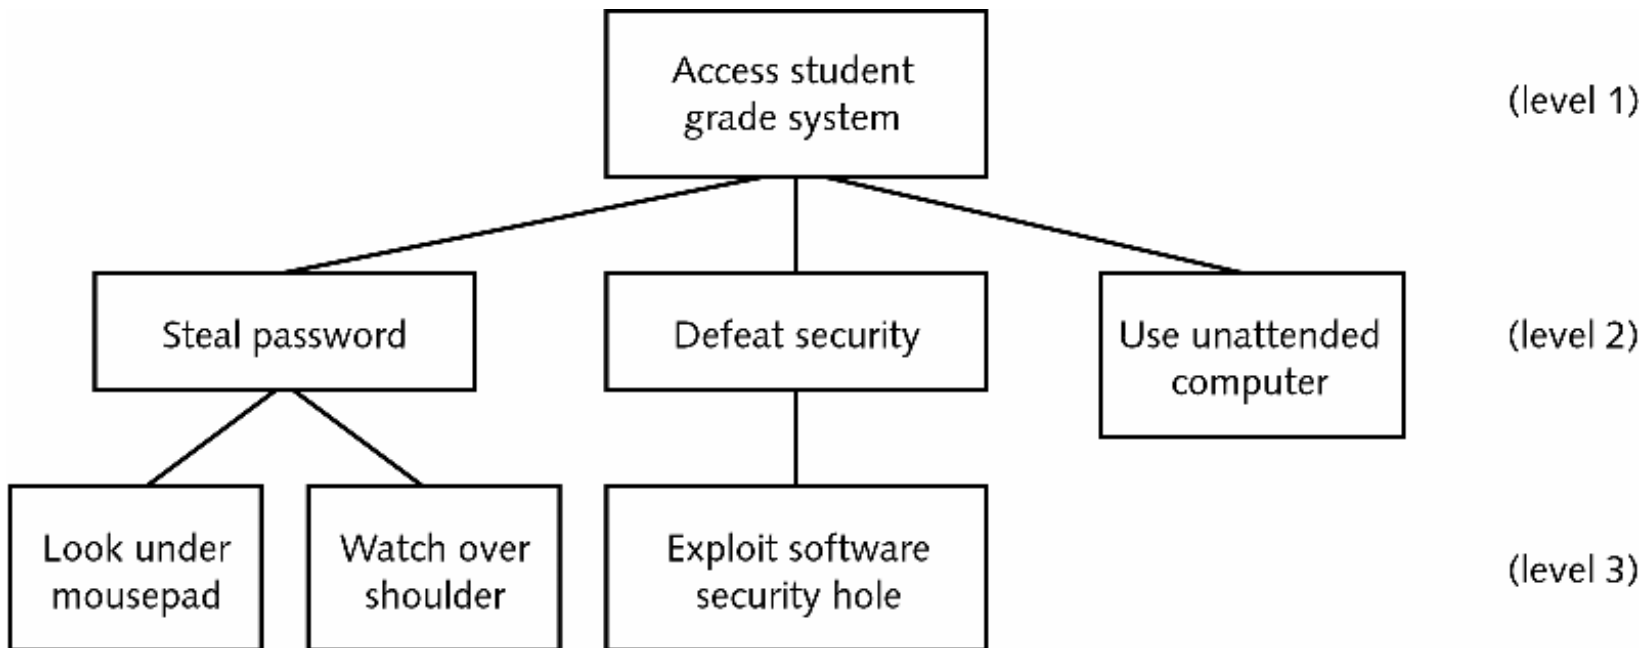 Access student
grade system
(level 1)
Steal password
Defeat security
Use unattended
computer
(level 2)
Look under
mousepad
Watch over
shoulder
Exploit software
security hole
(level 3)